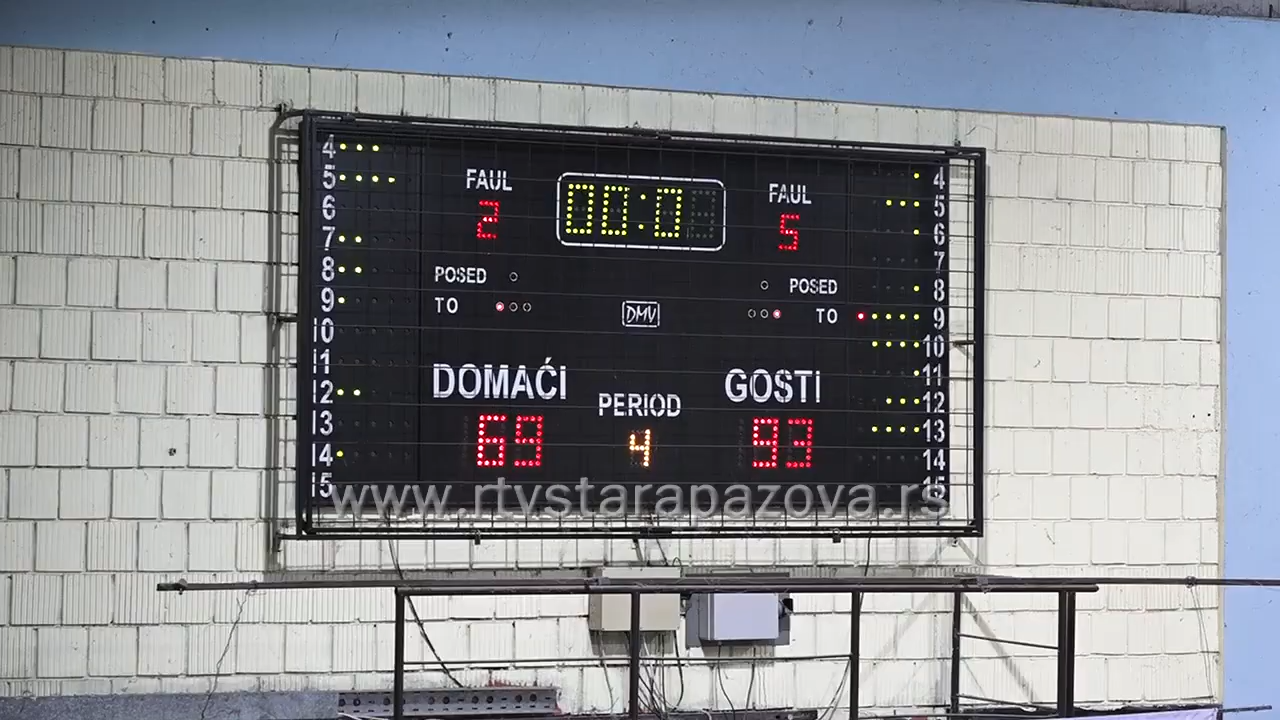 4 4
FAUL 00:0 FAUL
5 5
6 2 5 6
7 7
8 POSED POSED 8
9 TO DMV TO 9
10 10
11 DOMAĆI GOSTI 11
12 PERIOD 12
13 69 4 93 13
14 14
15 15
www.rtvstarapazova.rs